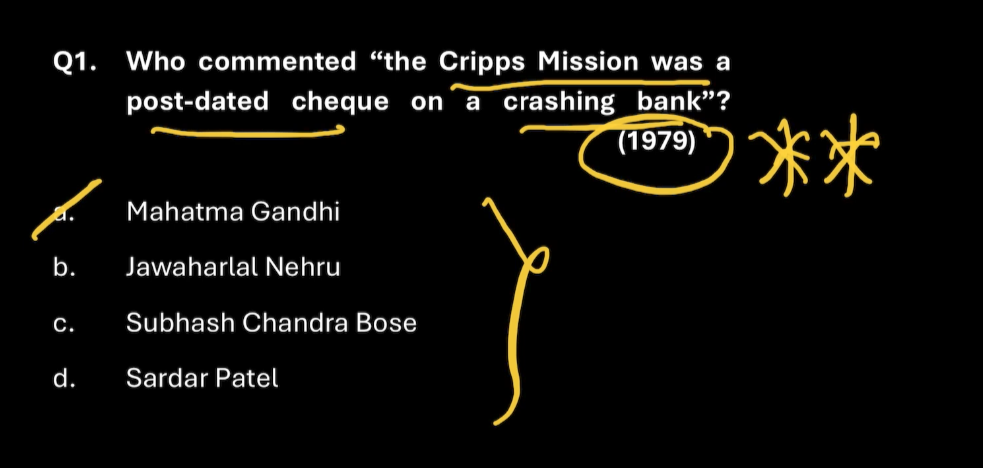 Q1. Who commented “the Cripps Mission was a
post-dated cheque on a crashing bank”?
(1979)
a. Mahatma Gandhi
b. Jawaharlal Nehru
c. Subhash Chandra Bose
d. Sardar Patel